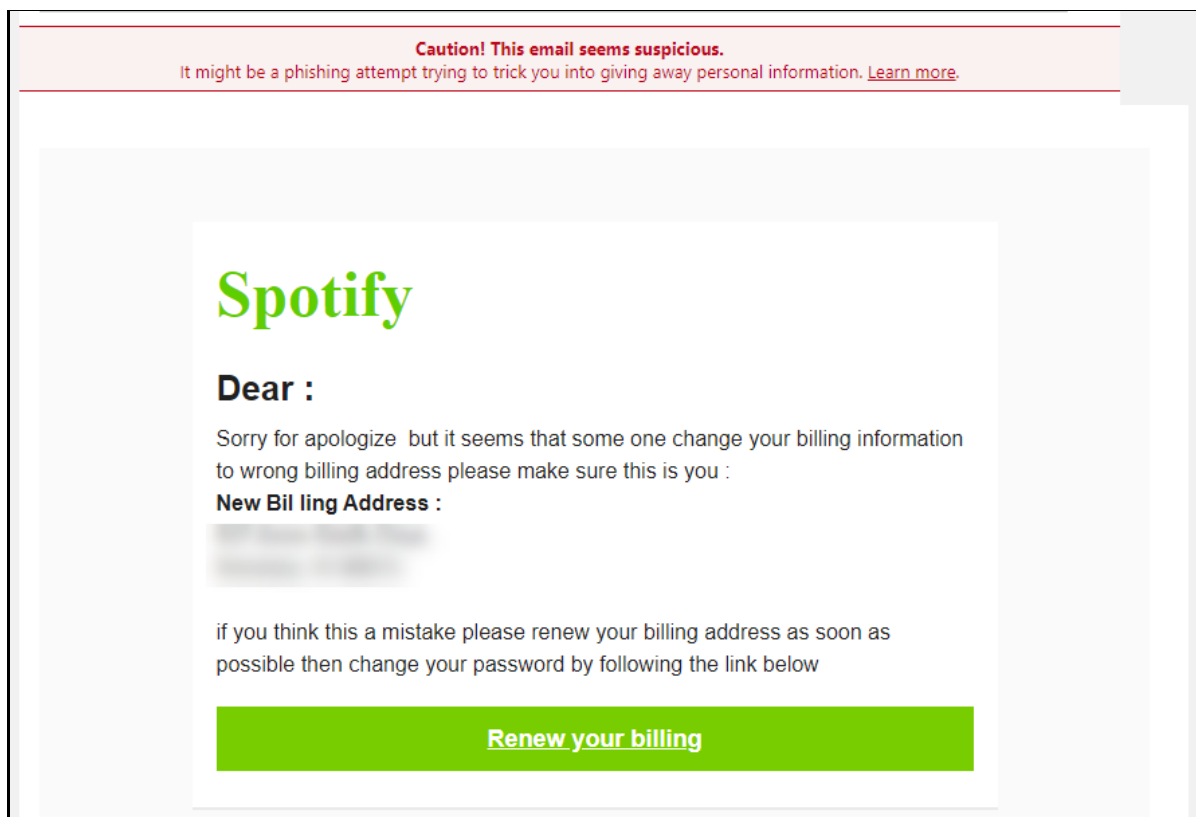 Caution! This email seems suspicious.
It might be a phishing attempt trying to trick you into giving away personal information. Learn more.
Spotify
Dear :
Sorry for apologize  but it seems that some one change your billing information
to wrong billing address please make sure this is you :
New Bil ling Address :
if you think this a mistake please renew your billing address as soon as
possible then change your password by following the link below
Renew your billing